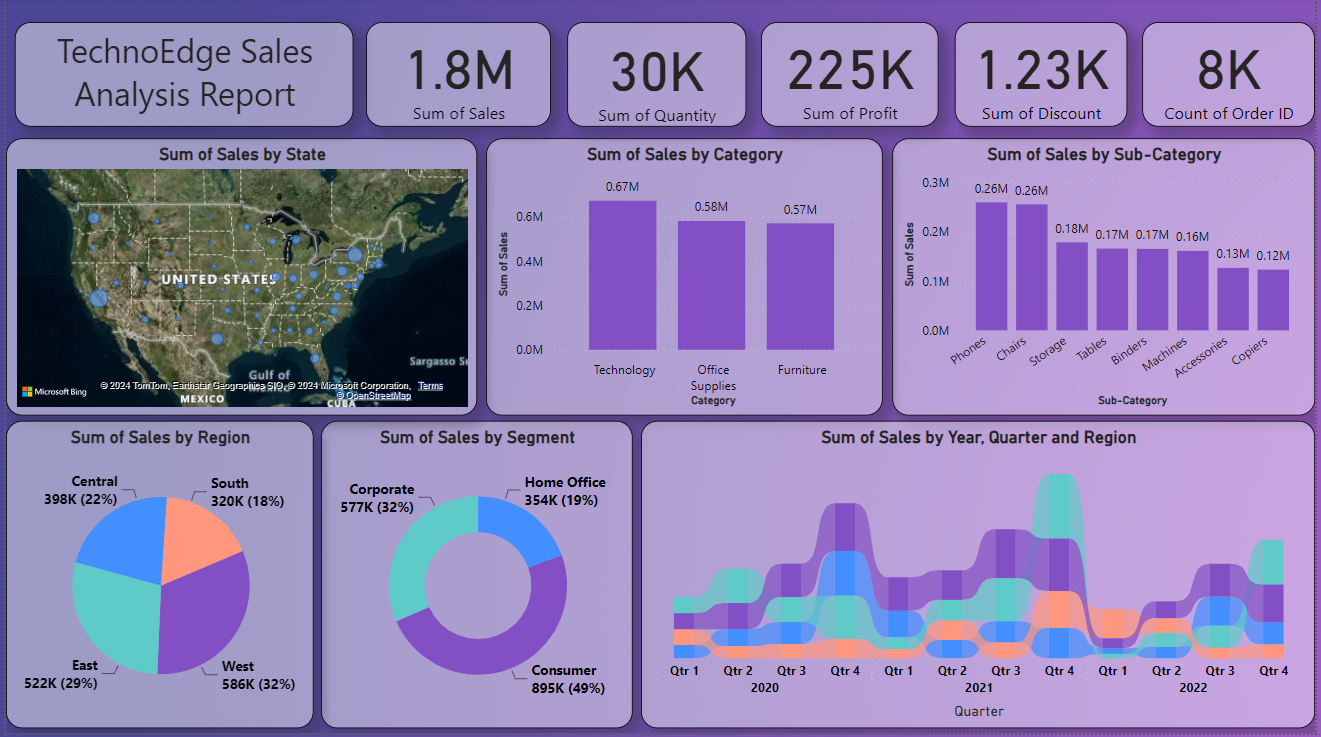 TechnoEdge Sales
Analysis Report
1.8M
Sum of Sales
30K
Sum of Quantity
225K
Sum of Profit
1.23K
Sum of Discount
8K
Count of Order ID
Sum of Sales by State
UNITED STATES
Sargasso Se
Gulf of
MEXICO
CUBA
Microsoft Bing
© 2024 TomTom, Earthstar Geographics SIO, © 2024 Microsoft Corporation, Terms
© OpenStreetMap
Sum of Sales by Category
Sum of Sales
0.6M
0.4M
0.2M
0.0M
0.67M
0.58M
0.57M
Technology
Office
Supplies
Furniture
Category
Sum of Sales by Sub-Category
Sum of Sales
0.3M
0.2M
0.1M
0.0M
0.26M
0.26M
0.18M
0.17M
0.17M
0.16M
0.13M
0.12M
Phones
Chairs
Storage
Tables
Binders
Machines
Accessories
Copiers
Sub-Category
Sum of Sales by Region
Central
398K (22%)
South
320K (18%)
East
522K (29%)
West
586K (32%)
Sum of Sales by Segment
Corporate
577K (32%)
Home Office
354K (19%)
Consumer
895K (49%)
Sum of Sales by Year, Quarter and Region
Qtr 1 Qtr 2 Qtr 3 Qtr 4 Qtr 1 Qtr 2 Qtr 3 Qtr 4 Qtr 1 Qtr 2 Qtr 3 Qtr 4
2020 2021 2022
Quarter